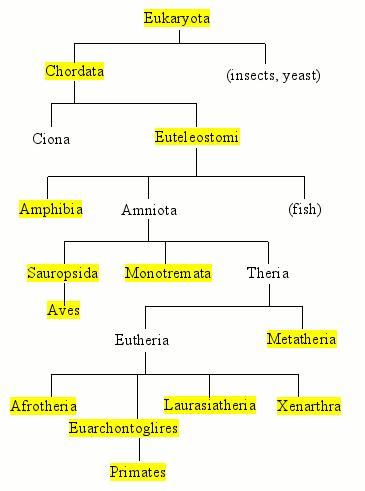 Eukaryota
Chordata
(insects, yeast)
Ciona
Euteleostomi
Amphibia
Amniota
(fish)
Sauropsida
Monotremata
Theria
Aves
Eutheria
Metatheria
Afrotheria
Laurasiatheria
Xenarthra
Euarchontoglires
Primates